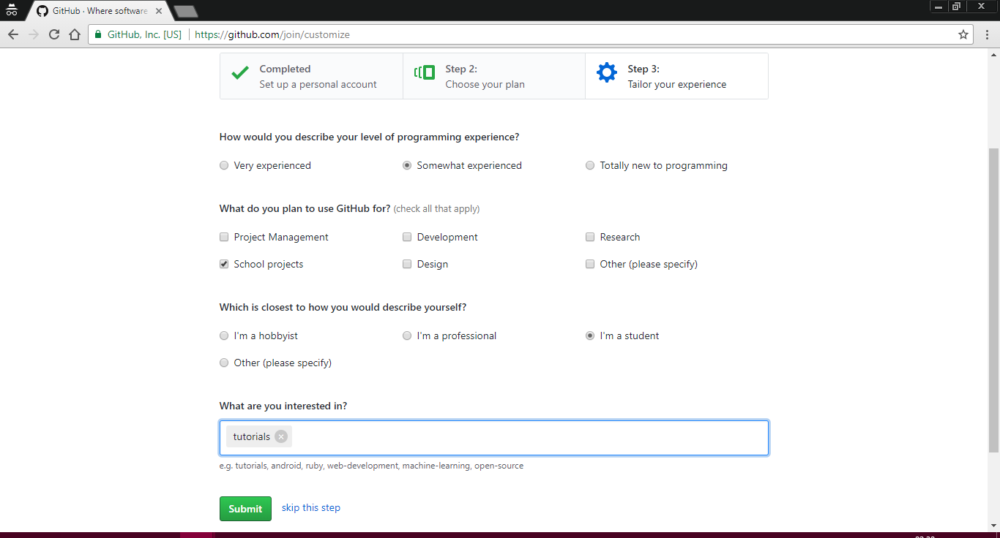 GitHub · Where software
GitHub, Inc. [US] https://github.com/join/customize
Completed
Set up a personal account
Step 2:
Choose your plan
Step 3:
Tailor your experience
How would you describe your level of programming experience?
Very experienced Somewhat experienced Totally new to programming
What do you plan to use GitHub for? (check all that apply)
Project Management Development Research
School projects Design Other (please specify)
Which is closest to how you would describe yourself?
I'm a hobbyist I'm a professional I'm a student
Other (please specify)
What are you interested in?
tutorials
e.g. tutorials, android, ruby, web-development, machine-learning, open-source
Submit skip this step